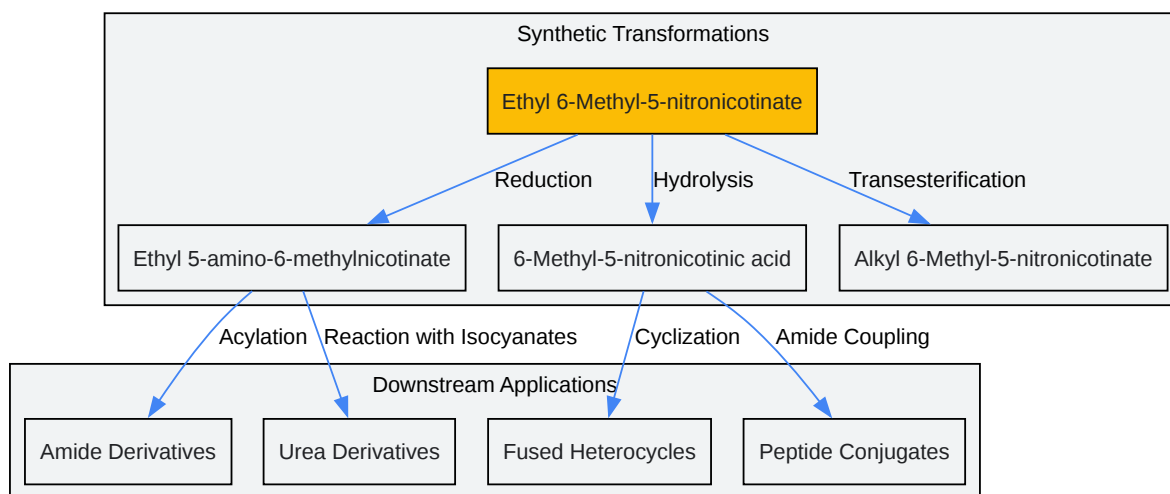 Synthetic Transformations
Ethyl 6-Methyl-5-nitronicotinate
Reduction
Hydrolysis
Transesterification
Ethyl 5-amino-6-methylnicotinate
6-Methyl-5-nitronicotinic acid
Alkyl 6-Methyl-5-nitronicotinate
Acylation
Reaction with Isocyanates
Cyclization
Amide Coupling
Downstream Applications
Amide Derivatives
Urea Derivatives
Fused Heterocycles
Peptide Conjugates